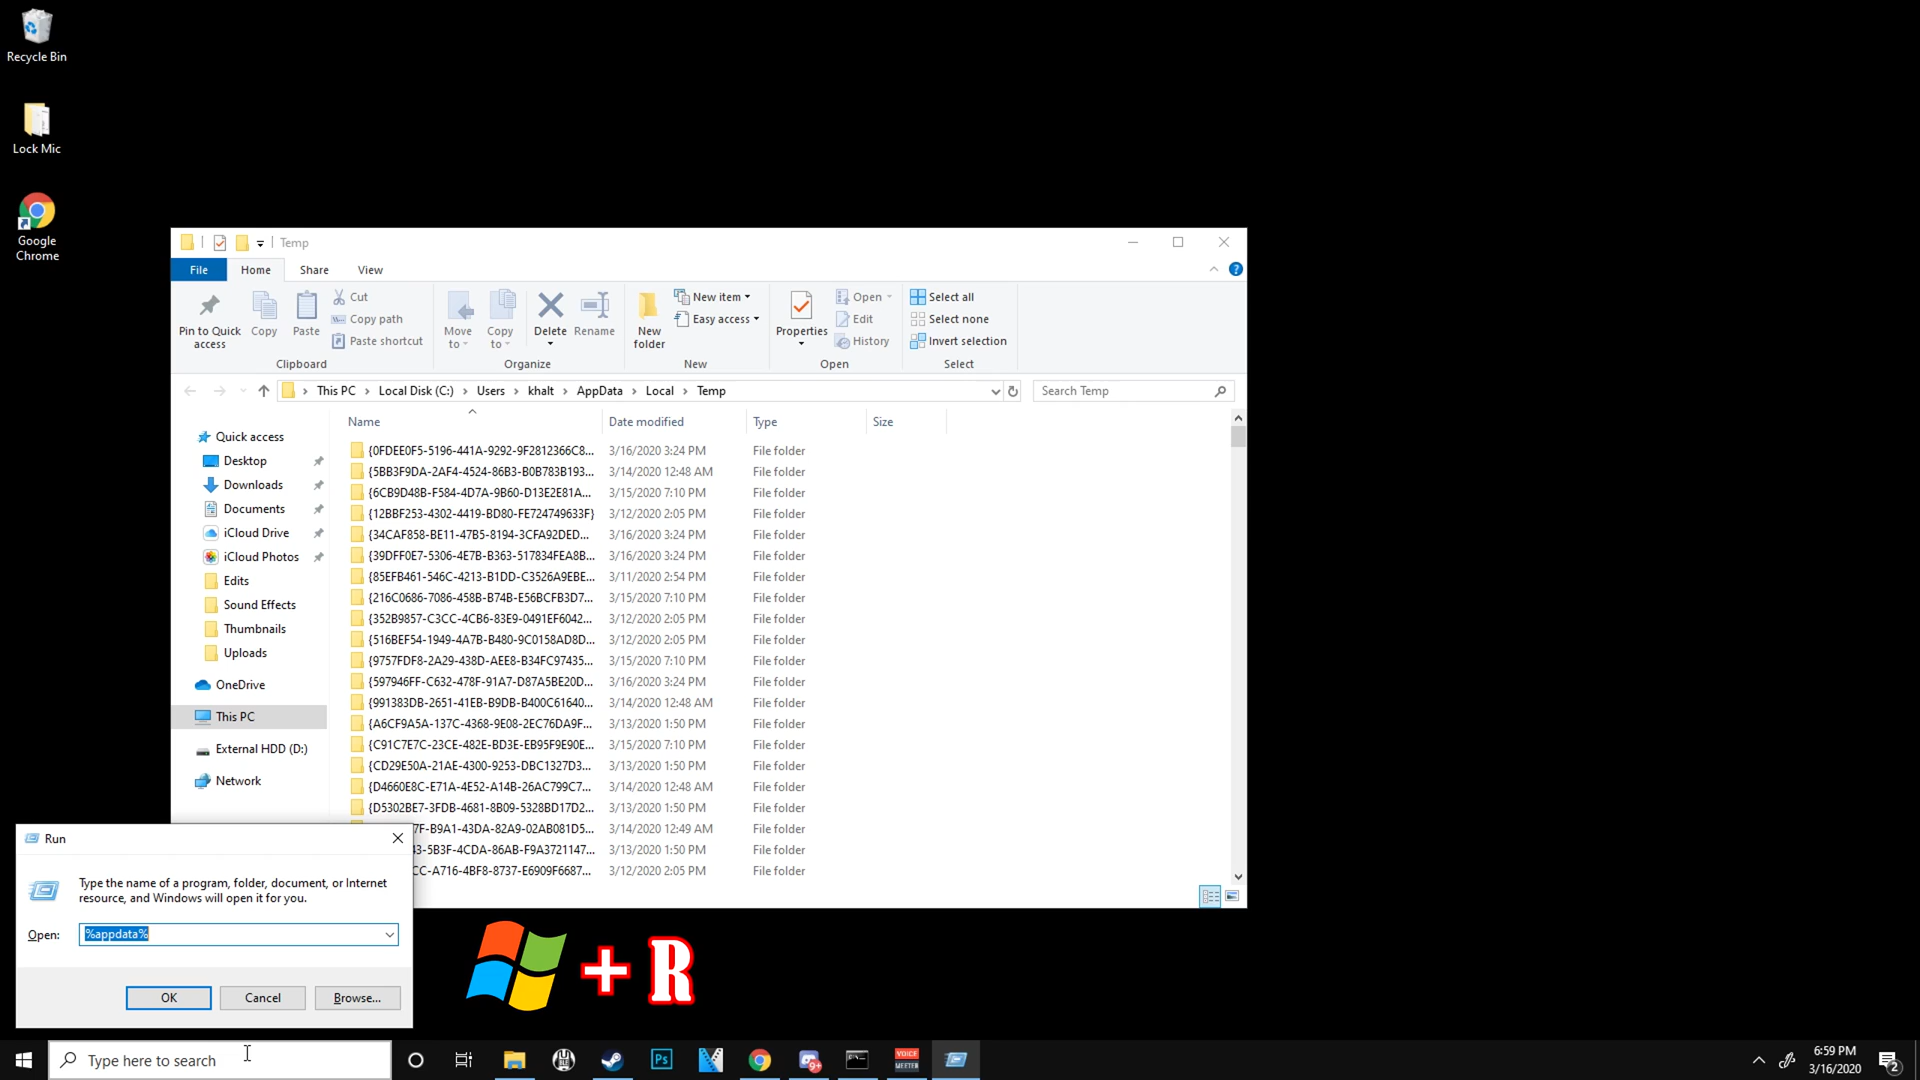 Recycle Bin
Lock Mic
Google
Chrome
Temp
File
Home
Share
View
Pin to Quick
access
Copy
Paste
Cut
Copy path
Paste shortcut
Clipboard
Move
to
Copy
to
Delete
Rename
Organize
New
folder
New item
Easy access
New
Properties
Open
Edit
History
Open
Select all
Select none
Invert selection
Select
This PC > Local Disk (C:) > Users > khalt > AppData > Local > Temp
Search Temp
Name
Date modified
Type
Size
Quick access
Desktop
Downloads
Documents
iCloud Drive
iCloud Photos
Edits
Sound Effects
Thumbnails
Uploads
OneDrive
This PC
External HDD (D:)
Network
{0FDEE0F5-5196-441A-9292-9F2812366C8... 3/16/2020 3:24 PM File folder
{5BB3F9DA-2AF4-4524-86B3-B0B783B193... 3/14/2020 12:48 AM File folder
{6CB9D48B-F584-4D7A-9B60-D13E2E81A... 3/15/2020 7:10 PM File folder
{12BBF253-4302-4419-BD80-FE724749633F} 3/12/2020 2:05 PM File folder
{34CAF858-BE11-47B5-8194-3CFA92DED... 3/16/2020 3:24 PM File folder
{39DFF0E7-5306-4E7B-B363-517834FEA8B... 3/16/2020 3:24 PM File folder
{85EFB461-546C-4213-B1DD-C3526A9EBE... 3/11/2020 2:54 PM File folder
{216C0686-7086-458B-B74B-E56BCFB3D7... 3/15/2020 7:10 PM File folder
{352B9857-C3CC-4CB6-83E9-0491EF6042... 3/12/2020 2:05 PM File folder
{516BEF54-1949-4A7B-B480-9C0158AD8D... 3/12/2020 2:05 PM File folder
{9757FDF8-2A29-438D-AEE8-B34FC97435... 3/15/2020 7:10 PM File folder
{597946FF-C632-478F-91A7-D87A5BE20D... 3/16/2020 3:24 PM File folder
{991383DB-2651-41EB-B9DB-B400C61640... 3/14/2020 12:48 AM File folder
{A6CF9A5A-137C-4368-9E08-2EC76DA9F... 3/13/2020 1:50 PM File folder
{C91C7E7C-23CE-482E-BD3E-EB95F9E90E... 3/15/2020 7:10 PM File folder
{CD29E50A-21AE-4300-9253-DBC1327D3... 3/13/2020 1:50 PM File folder
{D4660E8C-E71A-4E52-A14B-26AC799C7... 3/14/2020 12:48 AM File folder
{D5302BE7-3FDB-4681-8B09-5328BD17D2... 3/13/2020 1:50 PM File folder
7F-B9A1-43DA-82A9-02AB081D5... 3/14/2020 12:49 AM File folder
43-5B3F-4CDA-86AB-F9A3721147... 3/13/2020 1:50 PM File folder
CC-A716-4BF8-8737-E6909F6687... 3/12/2020 2:05 PM File folder
Run
Type the name of a program, folder, document, or Internet
resource, and Windows will open it for you.
Open: %appdata%
OK
Cancel
Browse...
+ R
Type here to search
Ps
9+
VOICE
MEETER
6:59 PM
3/16/2020
2